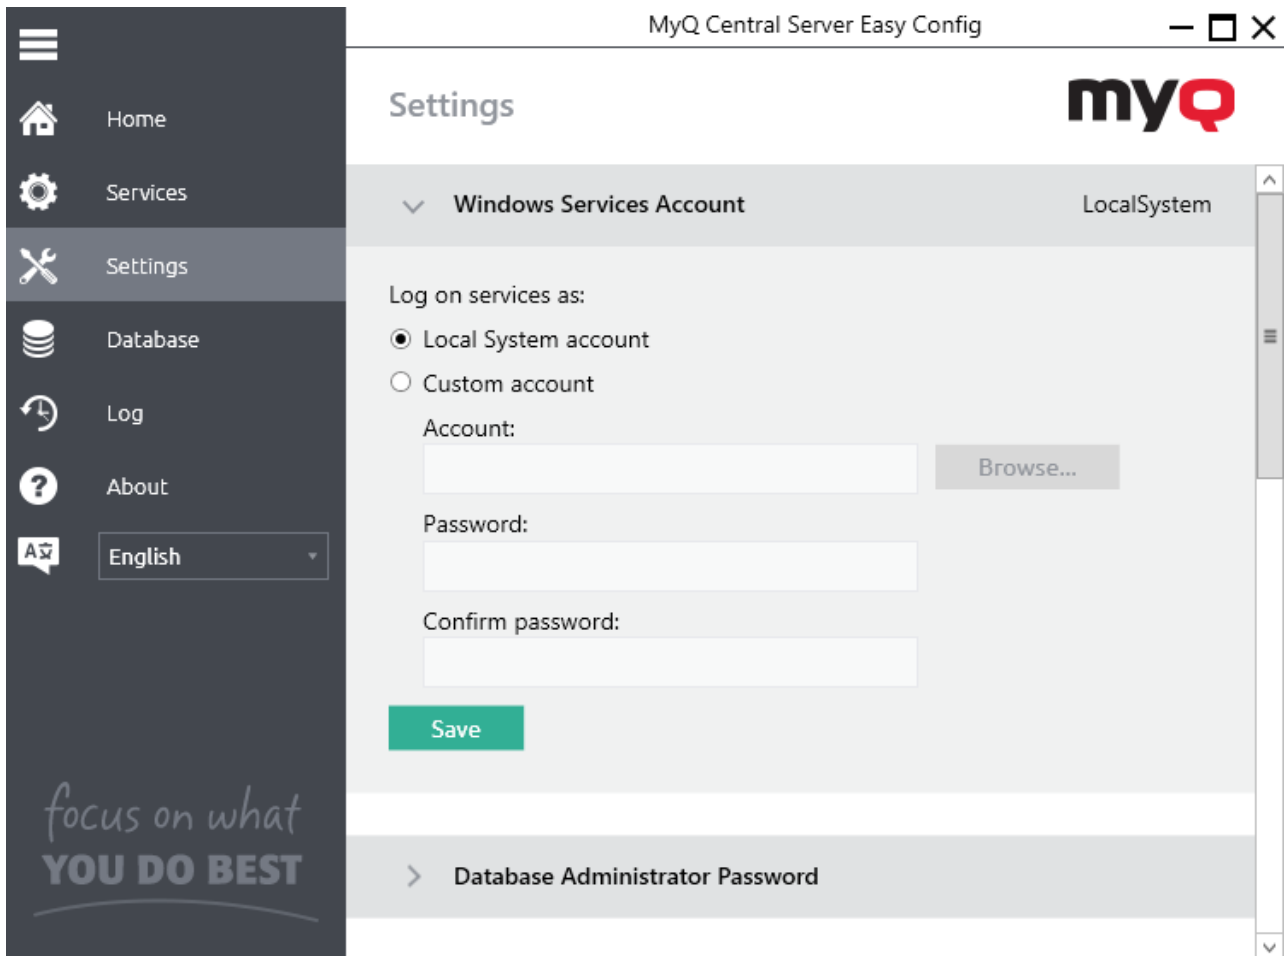 MyQ Central Server Easy Config
Home
Services
Settings
Database
Log
About
A
English
focus on what
YOU DO BEST
Settings
myQ
Windows Services Account LocalSystem
Log on services as:
Local System account
Custom account
Account:
Browse...
Password:
Confirm password:
Save
Database Administrator Password